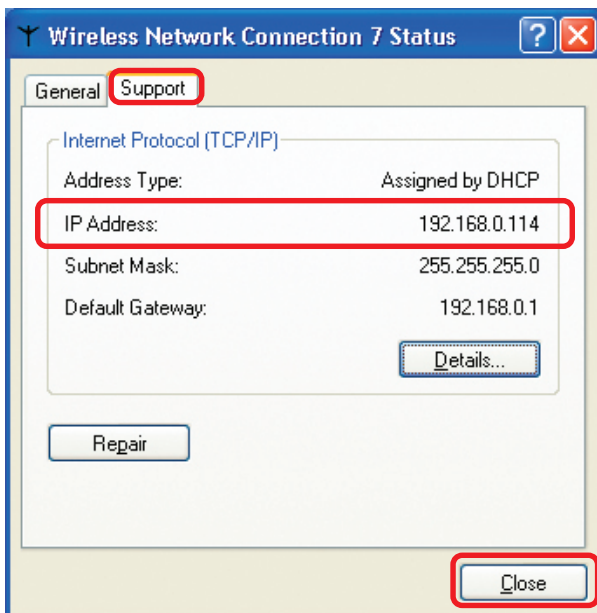 Wireless Network Connection 7 Status
General Support
Internet Protocol (TCP/IP)
Address Type: Assigned by DHCP
IP Address: 192.168.0.114
Subnet Mask: 255.255.255.0
Default Gateway: 192.168.0.1
Details...
Repair
Close